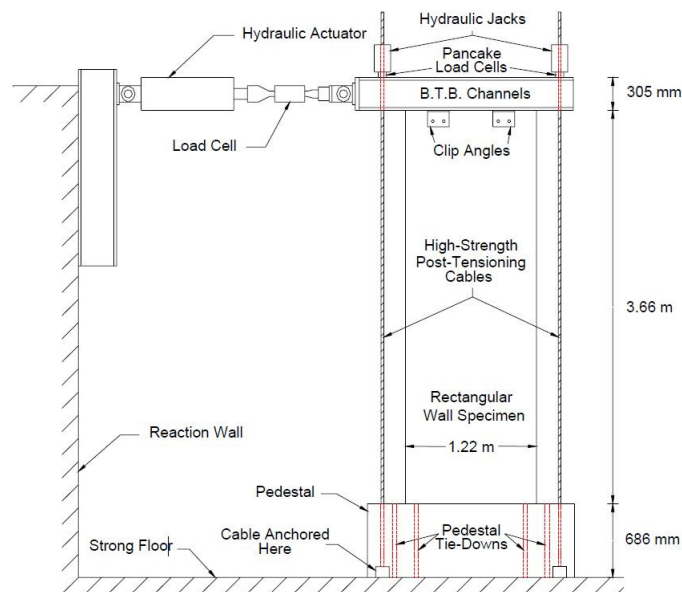 Hydraulic Jacks
Hydraulic Actuator
Pancake
Load Cells
B.T.B. Channels
305 mm
Load Cell
Clip Angles
High-Strength
Post-Tensioning
Cables
3.66 m
Rectangular
Wall Specimen
1.22 m
Reaction Wall
Pedestal
Cable Anchored
Here
Pedestal
Tie-Downs
686 mm
Strong Floor